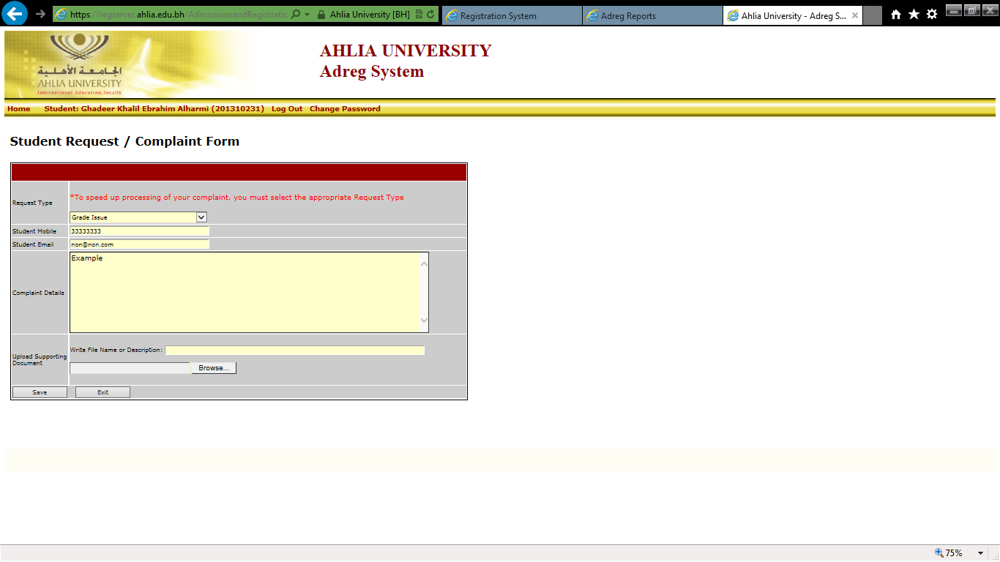 https://regserver.ahlia.edu.bh/AdmissionsandRegistratic
Ahlia University [BH]
Registration System
Adreg Reports
Ahlia University - Adreg S...
الجامعة الأهلية
AHLIA UNIVERSITY
International Education, locally
AHLIA UNIVERSITY
Adreg System
Home Student: Ghadeer Khalil Ebrahim Alharmi (201310231) Log Out Change Password
Student Request / Complaint Form
Request Type
*To speed up processing of your complaint, you must select the appropriate Request Type
Grade Issue
Student Mobile
33333333
Student Email
non@non.com
Complaint Details
Example
Upload Supporting
Document
Write File Name or Description:
Browse...
Save
Exit
75%